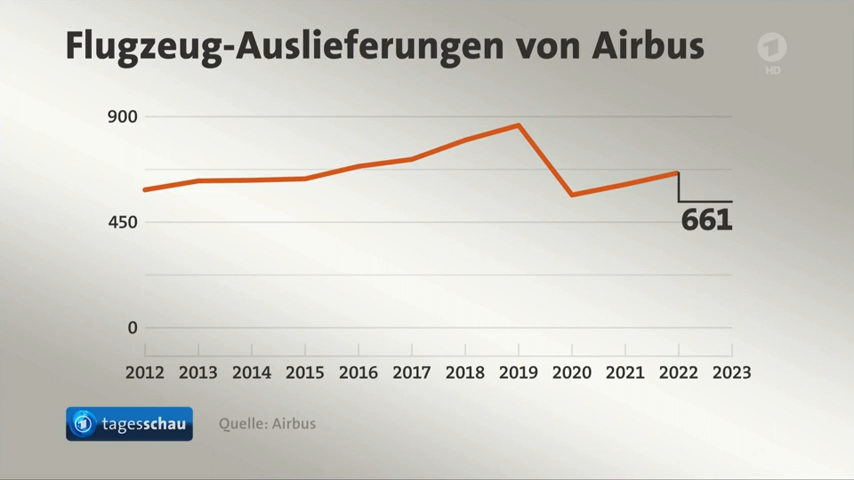 Flugzeug-Auslieferungen von Airbus
1
HD
900
450
0
661
2012 2013 2014 2015 2016 2017 2018 2019 2020 2021 2022 2023
tagesschau
Quelle: Airbus